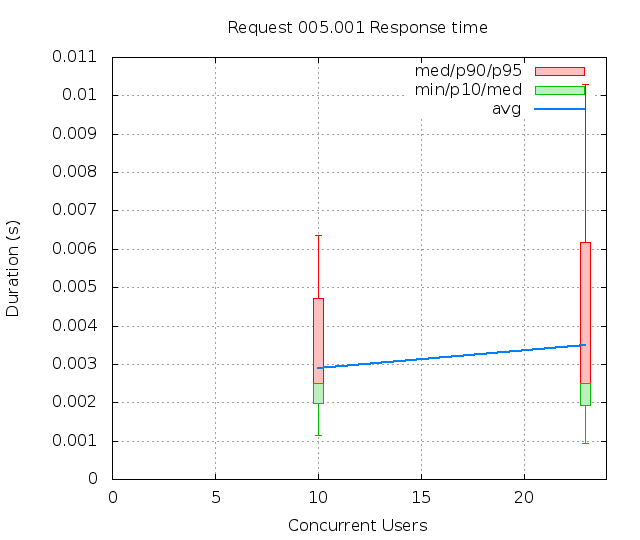 Request 005.001 Response time
med/p90/p95
min/p10/med
avg
0.011
0.01
0.009
0.008
0.007
0.006
0.005
0.004
0.003
0.002
0.001
0
Duration (s)
0 5 10 15 20
Concurrent Users